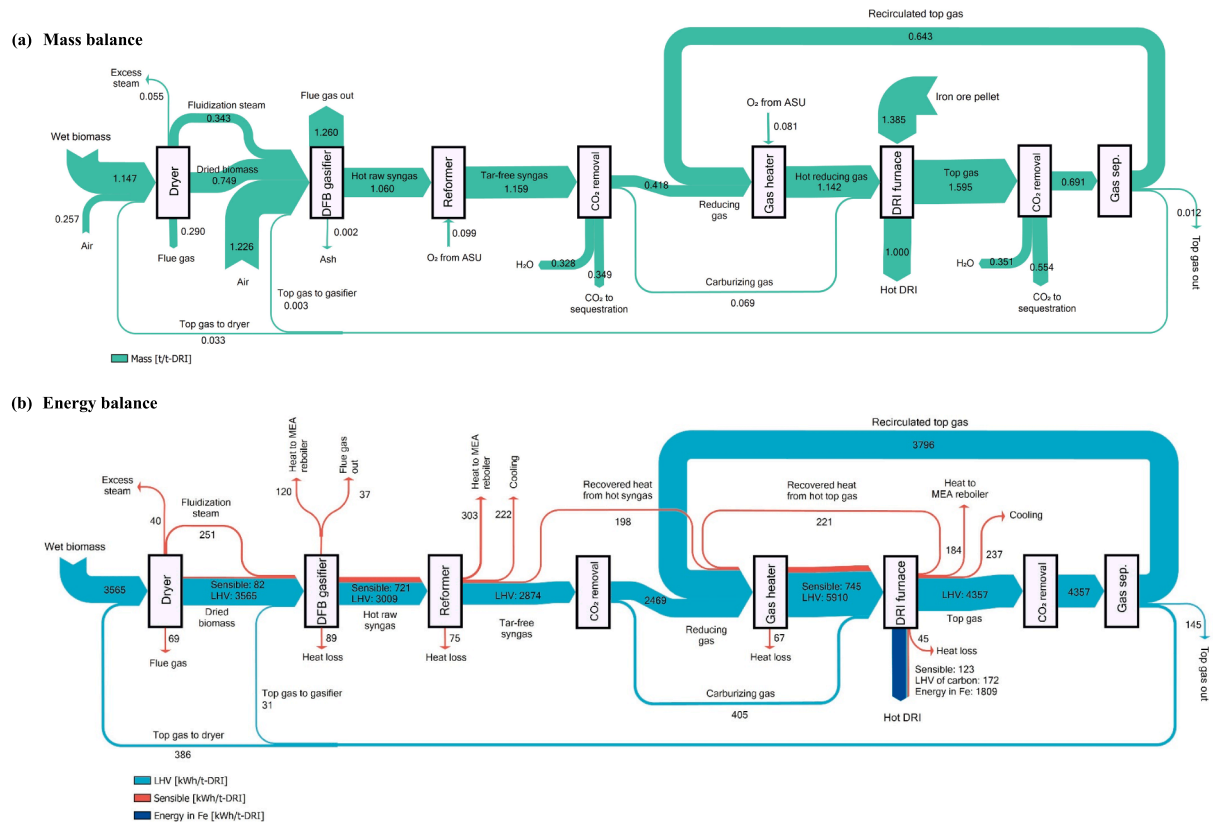 (a) Mass balance
Recirculated top gas
0.643
Excess
steam
0.055
Fluidization steam
0.343
Flue gas out
1.260
O₂ from ASU
0.081
Iron ore pellet
1.385
Wet biomass
1.147
Dryer
Dried biomass
0.749
DFB gasifier
Hot raw syngas
1.060
Reformer
Tar-free syngas
1.159
CO₂ removal
0.418
Reducing
gas
Gas heater
Hot reducing gas
1.142
DRI furnace
Top gas
1.595
CO₂ removal
0.691
Gas sep.
0.012
Top gas out
0.257
Air
0.290
Flue gas
1.226
Air
0.002
Ash
0.099
O₂ from ASU
H₂O
0.328
0.349
CO₂ to
sequestration
Carburizing gas
0.069
1.000
Hot DRI
H₂O
0.351
0.554
CO₂ to
sequestration
Top gas to gasifier
0.003
Top gas to dryer
0.033
Mass [t/t-DRI]
(b) Energy balance
Recirculated top gas
3796
Excess
steam
40
Fluidization
steam
251
Heat to MEA
reboiler
120
Flue gas
out
37
Heat to MEA
reboiler
303
Cooling
222
Recovered heat
from hot syngas
198
Recovered heat
from hot top gas
221
Heat to
MEA reboiler
184
Cooling
237
Wet biomass
3565
Dryer
Sensible: 82
LHV: 3565
Dried
biomass
DFB gasifier
Sensible: 721
LHV: 3009
Hot raw
syngas
Reformer
LHV: 2874
Tar-free
syngas
CO₂ removal
2469
Reducing
gas
Gas heater
Sensible: 745
LHV: 5910
DRI furnace
LHV: 4357
Top gas
CO₂ removal
4357
Gas sep.
145
Top gas out
69
Flue gas
89
Heat loss
75
Heat loss
67
Heat loss
45
Heat loss
Sensible: 123
LHV of carbon: 172
Energy in Fe: 1809
Hot DRI
Top gas to gasifier
31
Carburizing gas
405
Top gas to dryer
386
LHV [kWh/t-DRI]
Sensible [kWh/t-DRI]
Energy in Fe [kWh/t-DRI]